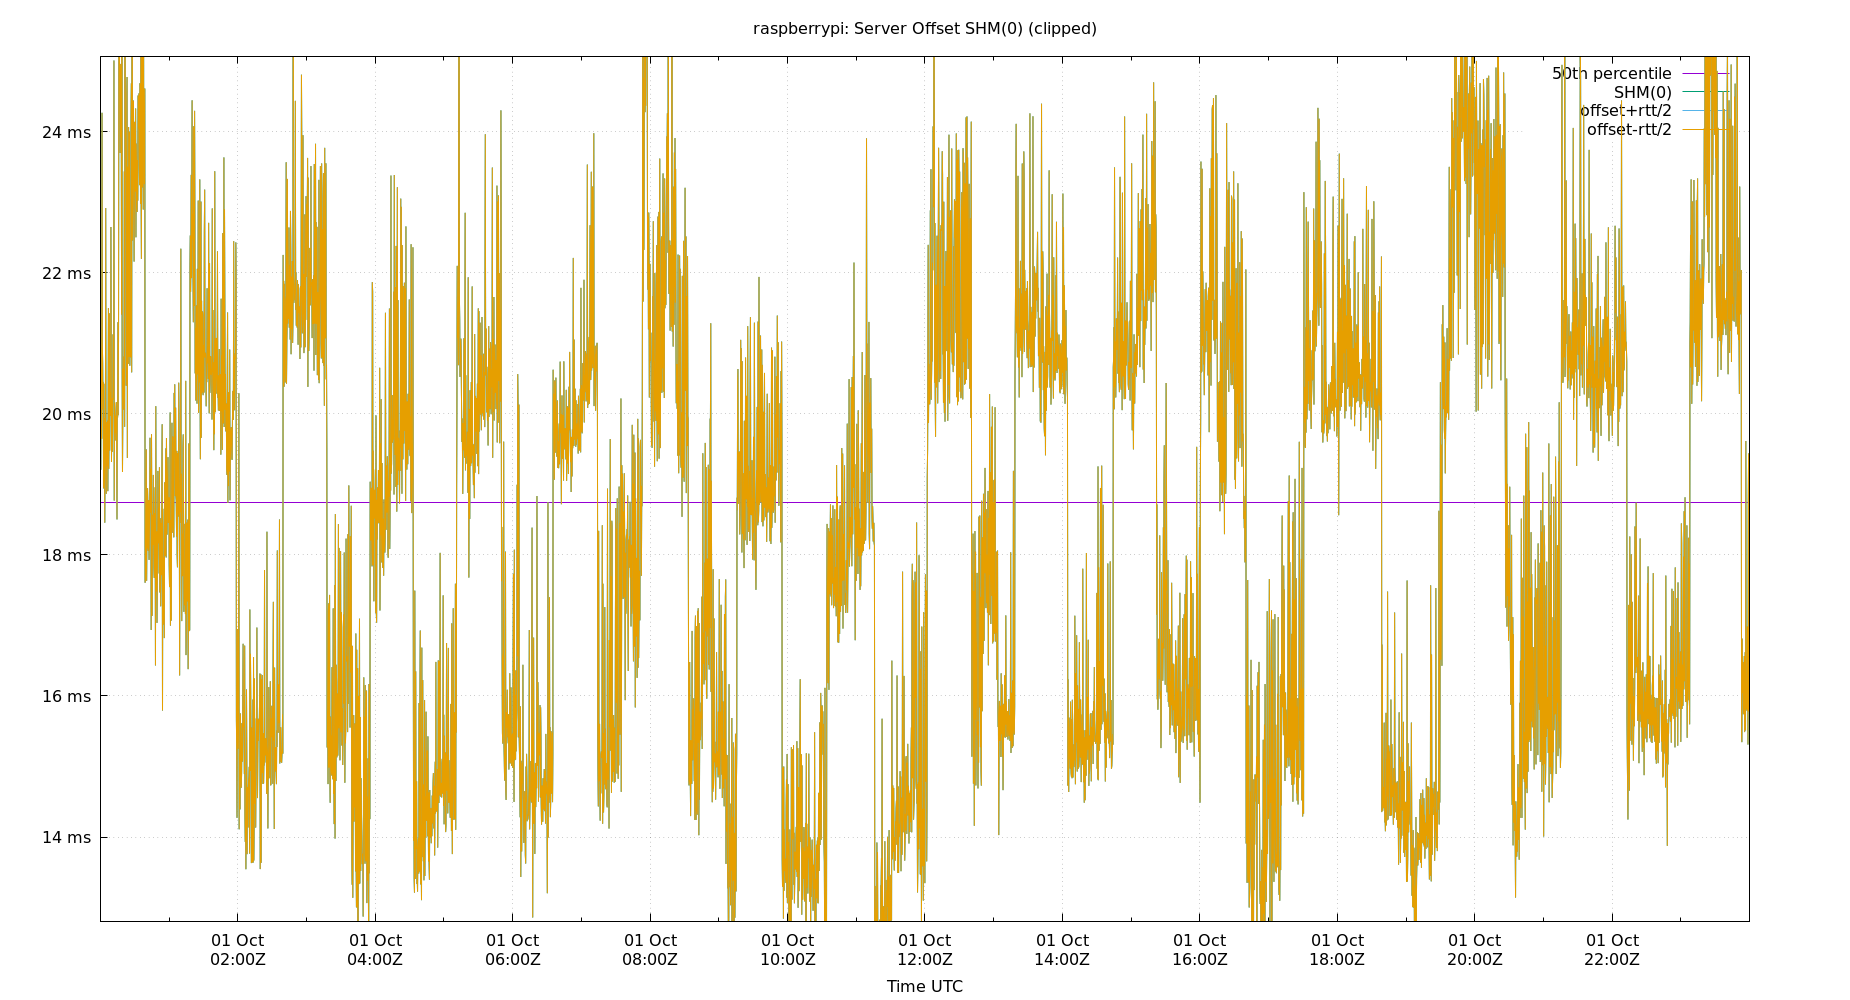 raspberrypi: Server Offset SHM(0) (clipped)
50th percentile
SHM(0)
offset+rtt/2
offset-rtt/2
24 ms
22 ms
20 ms
18 ms
16 ms
14 ms
01 Oct 01 Oct 01 Oct 01 Oct 01 Oct 01 Oct 01 Oct 01 Oct 01 Oct 01 Oct 01 Oct
02:00Z 04:00Z 06:00Z 08:00Z 10:00Z 12:00Z 14:00Z 16:00Z 18:00Z 20:00Z 22:00Z
Time UTC